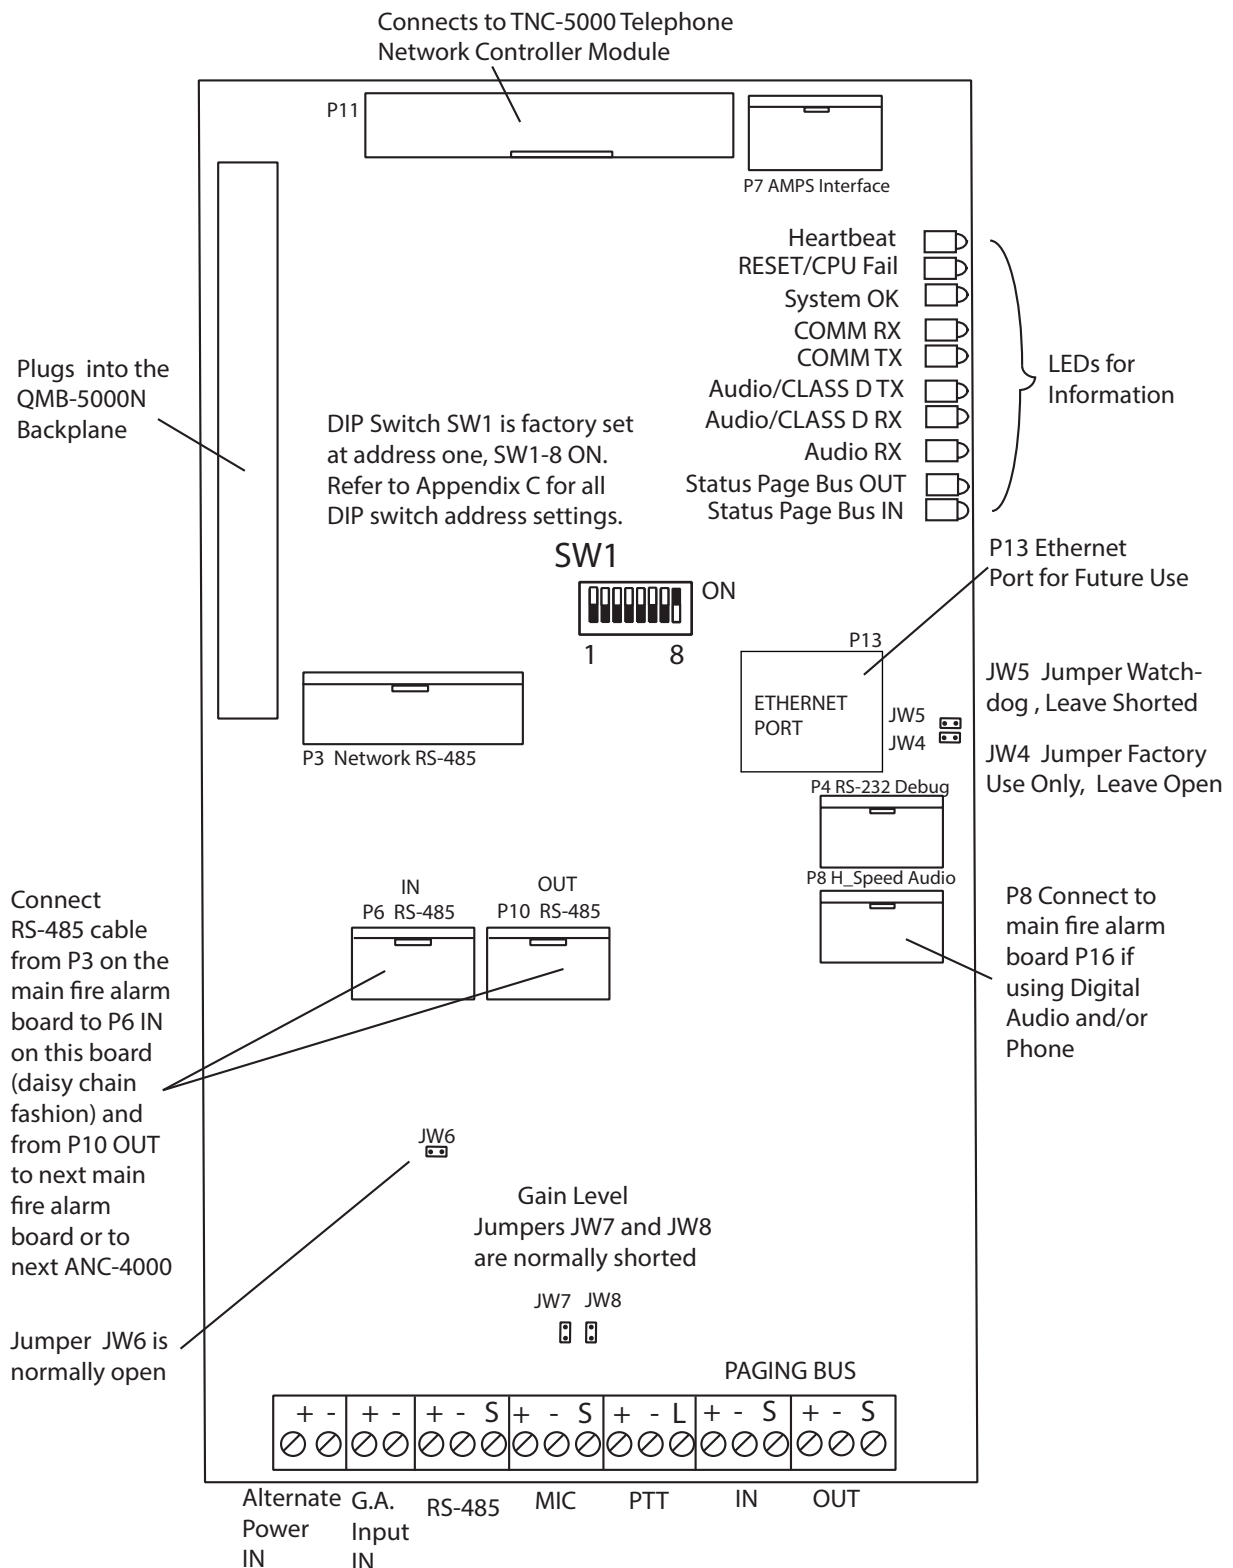 Connects to TNC-5000 Telephone
Network Controller Module
P11
P7 AMPS Interface
Heartbeat
RESET/CPU Fail
System OK
COMM RX
COMM TX
Audio/CLASS D TX
Audio/CLASS D RX
Audio RX
Status Page Bus OUT
Status Page Bus IN
LEDs for
Information
Plugs into the
QMB-5000N
Backplane
DIP Switch SW1 is factory set
at address one, SW1-8 ON.
Refer to Appendix C for all
DIP switch address settings.
SW1
ON
1 8
P13 Ethernet
Port for Future Use
P13
ETHERNET
PORT
JW5
JW4
JW5 Jumper Watch-
dog , Leave Shorted
JW4 Jumper Factory
Use Only, Leave Open
P3 Network RS-485
P4 RS-232 Debug
P8 H_Speed Audio
P8 Connect to
main fire alarm
board P16 if
using Digital
Audio and/or
Phone
IN
P6 RS-485
OUT
P10 RS-485
Connect
RS-485 cable
from P3 on the
main fire alarm
board to P6 IN
on this board
(daisy chain
fashion) and
from P10 OUT
to next main
fire alarm
board or to
next ANC-4000
JW6
Jumper JW6 is
normally open
Gain Level
Jumpers JW7 and JW8
are normally shorted
JW7 JW8
PAGING BUS
+ - + - + - S + - S + - L + - S + - S
Alternate
Power
IN
G.A.
Input
IN
RS-485
MIC
PTT
IN
OUT